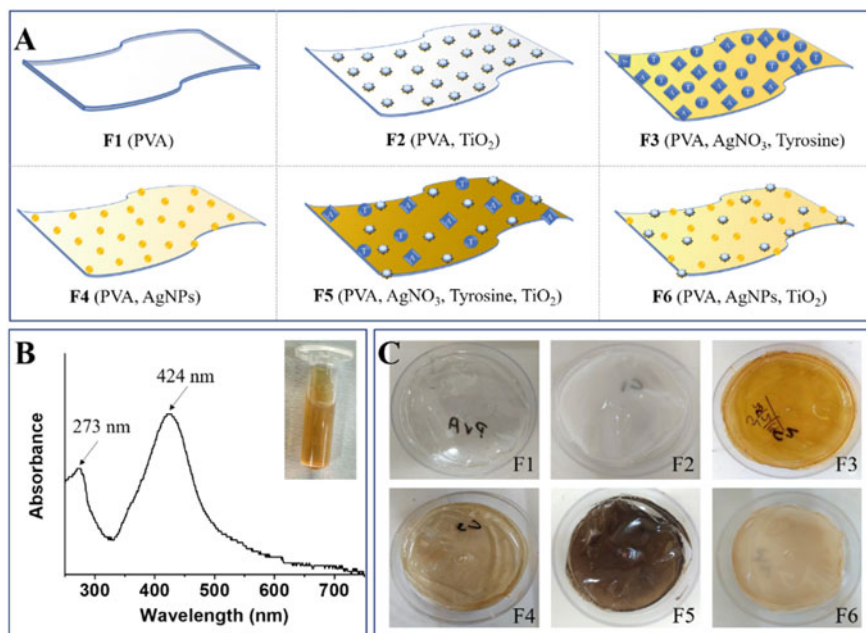 A
F1 (PVA)
F2 (PVA, TiO₂)
F3 (PVA, AgNO₃, Tyrosine)
F4 (PVA, AgNPs)
F5 (PVA, AgNO₃, Tyrosine, TiO₂)
F6 (PVA, AgNPs, TiO₂)
B
424 nm
273 nm
Absorbance
300 400 500 600 700
Wavelength (nm)
C
PVA
F1
F2
F3
F4
F5
F6